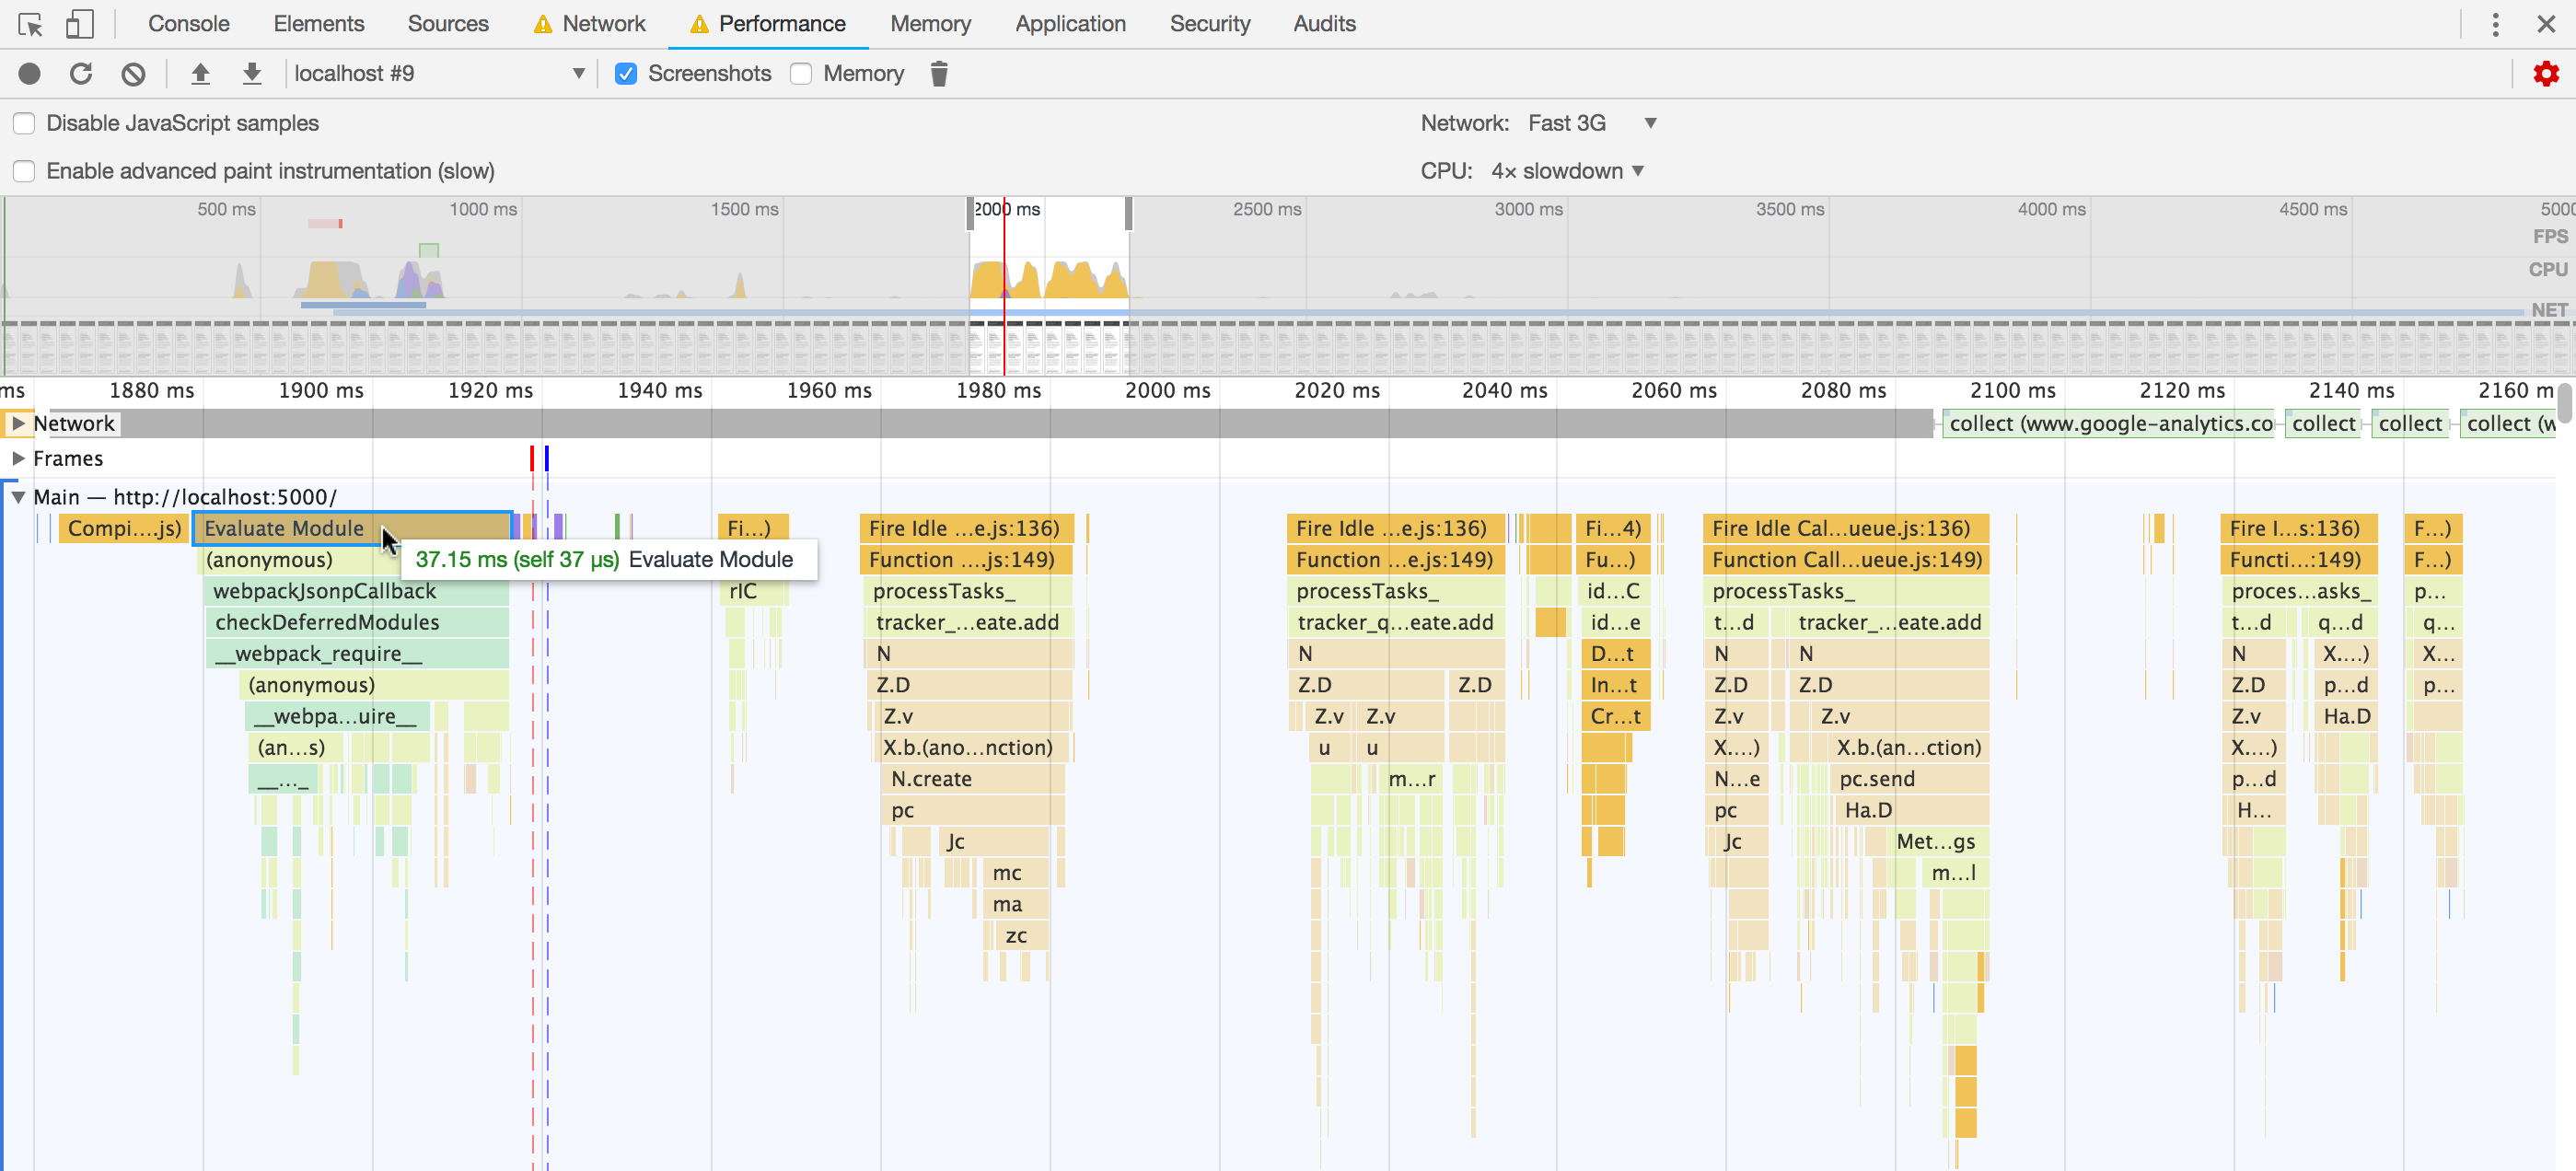 Console Elements Sources Network Performance Memory Application Security Audits
localhost #9 Screenshots Memory
Disable JavaScript samples Network: Fast 3G
Enable advanced paint instrumentation (slow) CPU: 4× slowdown
500 ms 1000 ms 1500 ms 2000 ms 2500 ms 3000 ms 3500 ms 4000 ms 4500 ms 5000
FPS
CPU
NET
ms 1880 ms 1900 ms 1920 ms 1940 ms 1960 ms 1980 ms 2000 ms 2020 ms 2040 ms 2060 ms 2080 ms 2100 ms 2120 ms 2140 ms 2160 m
Network collect (www.google-analytics.co collect collect collect (w
Frames
Main — http://localhost:5000/
Compi….js) Evaluate Module Fi…) Fire Idle …e.js:136) Fire Idle …e.js:136) Fi…4) Fire Idle Cal…ueue.js:136) Fire I…s:136) F…)
(anonymous) 37.15 ms (self 37 µs) Evaluate Module Function ….js:149) Function …e.js:149) Fu…) Function Call…ueue.js:149) Functi…:149) F…)
webpackJsonpCallback rIC processTasks_ processTasks_ id…C processTasks_ proces…asks_ p…
checkDeferredModules tracker_…eate.add tracker_q…eate.add id…e t…d tracker_…eate.add t…d q…d q…
__webpack_require__ N N D…t N N N X.…) X…
(anonymous) Z.D Z.D Z.D In…t Z.D Z.D Z.D p…d p…
__webpa…uire__ Z.v Z.v Z.v Cr…t Z.v Z.v Z.v Ha.D
(an…s) X.b.(ano…nction) u u X.…) X.b.(an…ction) X.…)
__…_ N.create m…r N…e pc.send p…d
pc pc Ha.D H…
Jc Jc Met…gs
mc m…l
ma
zc